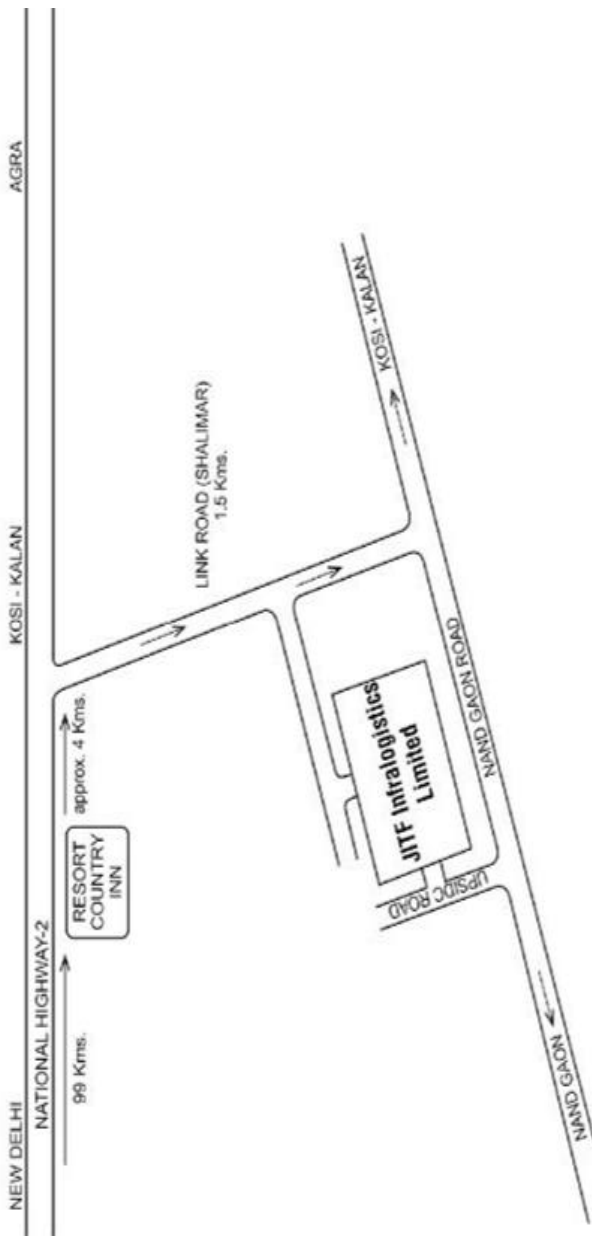 NEW DELHI
KOSI - KALAN
AGRA
NATIONAL HIGHWAY-2
99 Kms.
RESORT
COUNTRY
INN
approx. 4 Kms.
LINK ROAD (SHALIMAR)
1.5 Kms.
JITF Infralogistics
Limited
UPSIDC ROAD
NAND GAON ROAD
KOSI - KALAN
NAND GAON